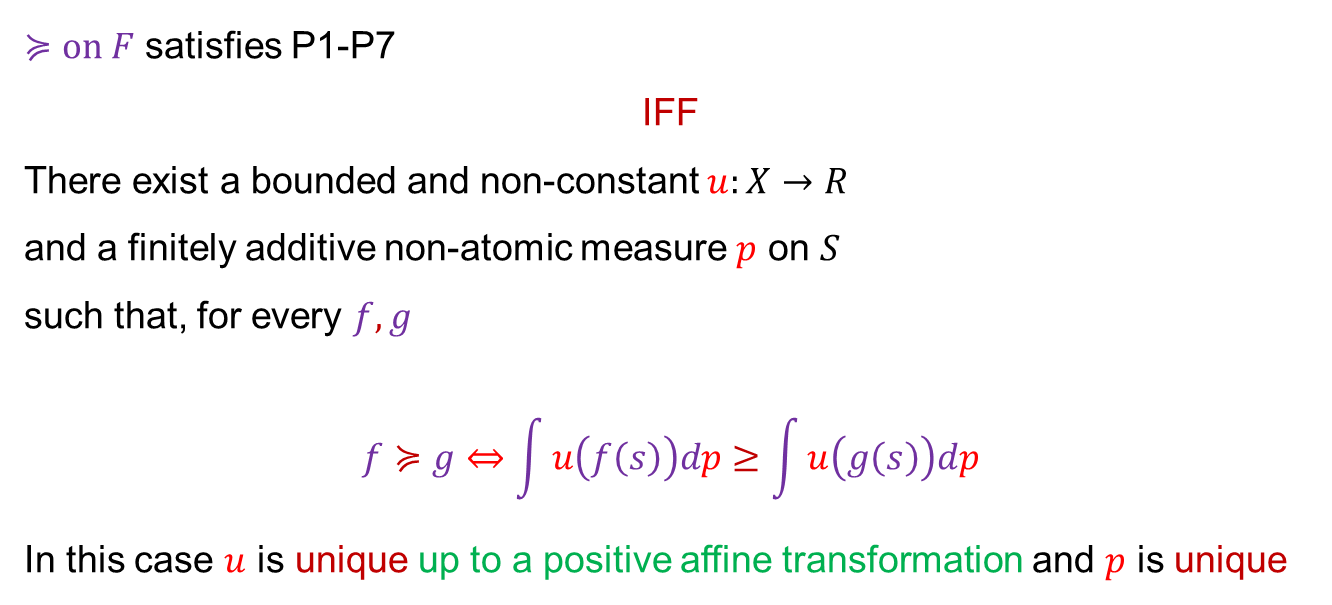 ≽ on F satisfies P1-P7
IFF
There exist a bounded and non-constant u: X → R
and a finitely additive non-atomic measure p on S
such that, for every f, g
f ≽ g ⇔ ∫ u(f(s))dp ≥ ∫ u(g(s))dp
In this case u is unique up to a positive affine transformation and p is unique